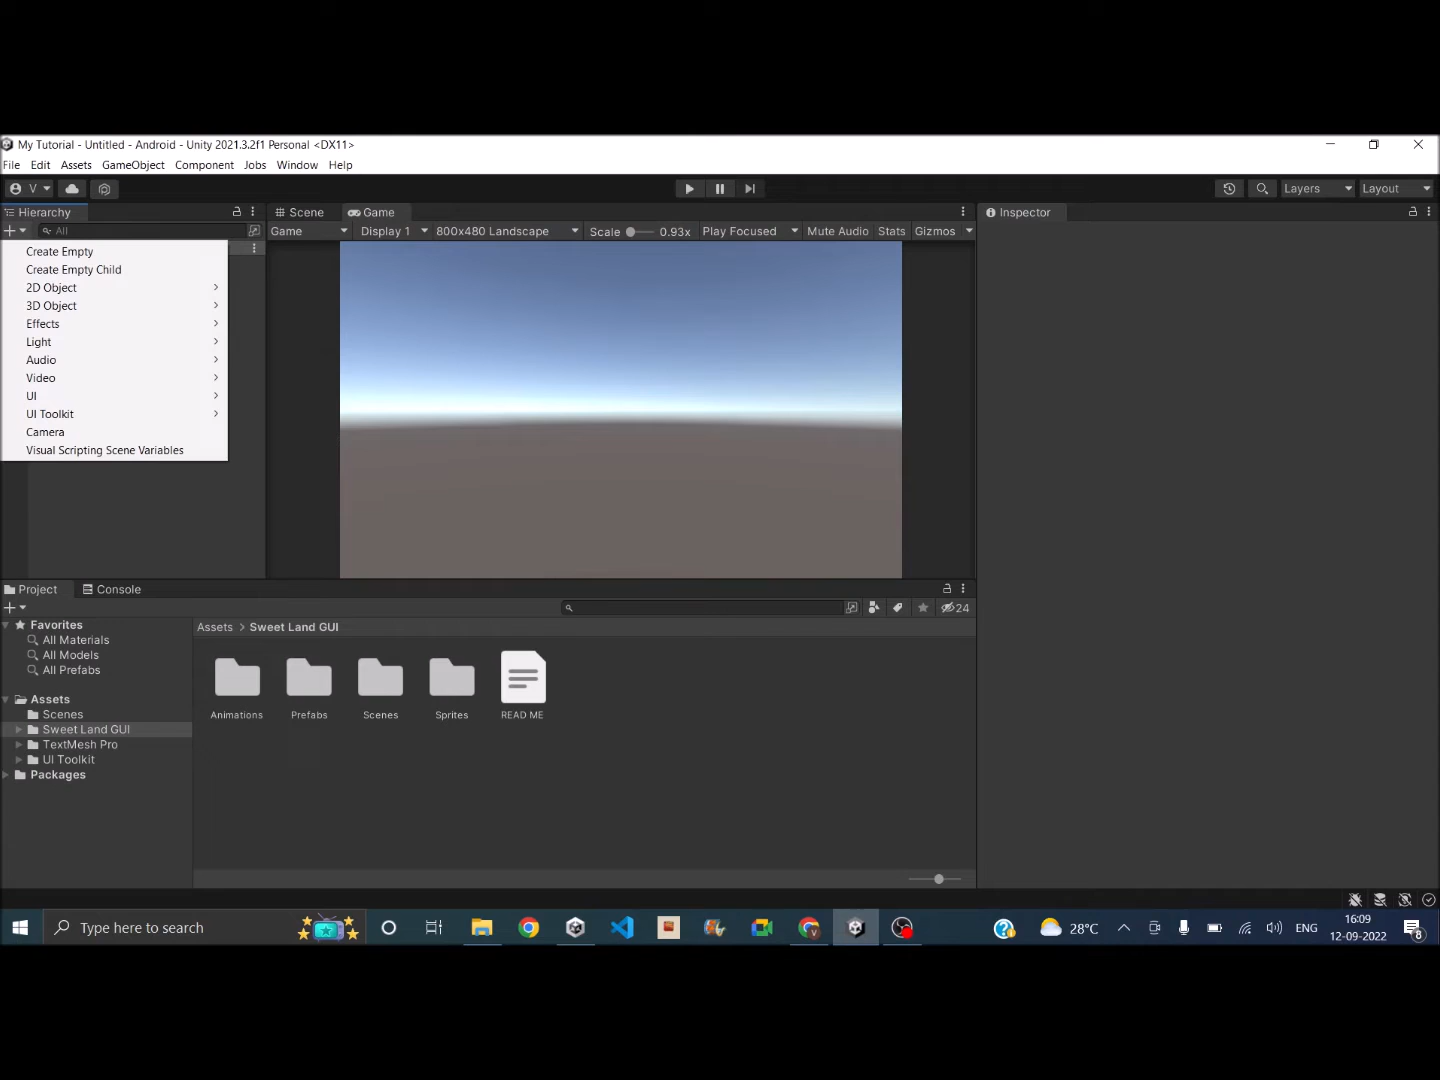 My Tutorial - Untitled - Android - Unity 2021.3.2f1 Personal <DX11>
File Edit Assets GameObject Component Jobs Window Help
V Layers Layout
Hierarchy Scene Game Inspector
All Game Display 1 800x480 Landscape Scale 0.93x Play Focused Mute Audio Stats Gizmos
Create Empty
Create Empty Child
2D Object
3D Object
Effects
Light
Audio
Video
UI
UI Toolkit
Camera
Visual Scripting Scene Variables
Project Console
24
Favorites
All Materials
All Models
All Prefabs
Assets
Scenes
Sweet Land GUI
TextMesh Pro
UI Toolkit
Packages
Assets > Sweet Land GUI
Animations Prefabs Scenes Sprites READ ME
Type here to search
28°C ENG
16:09
12-09-2022
8